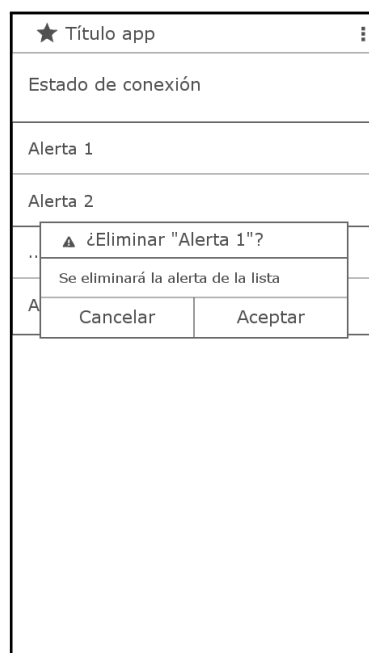 Título app
Estado de conexión
Alerta 1
Alerta 2
¿Eliminar "Alerta 1"?
..
Se eliminará la alerta de la lista
A
Cancelar Aceptar